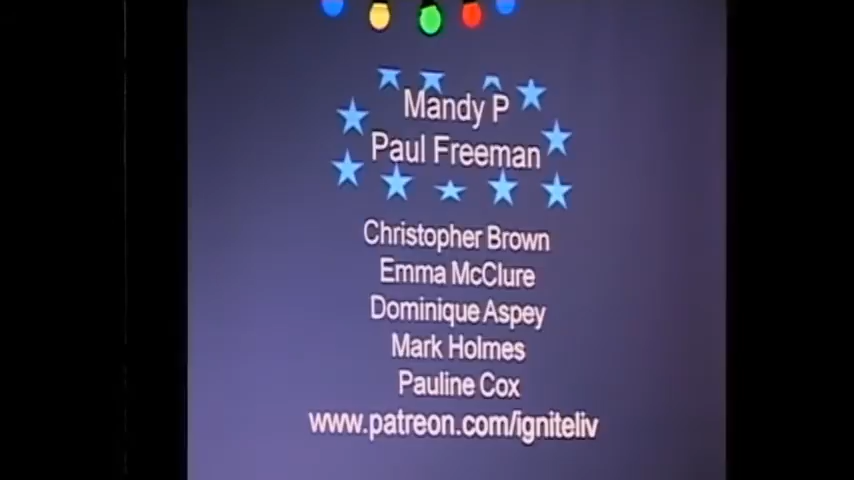 Mandy P
Paul Freeman
Christopher Brown
Emma McClure
Dominique Aspey
Mark Holmes
Pauline Cox
www.patreon.com/igniteliv